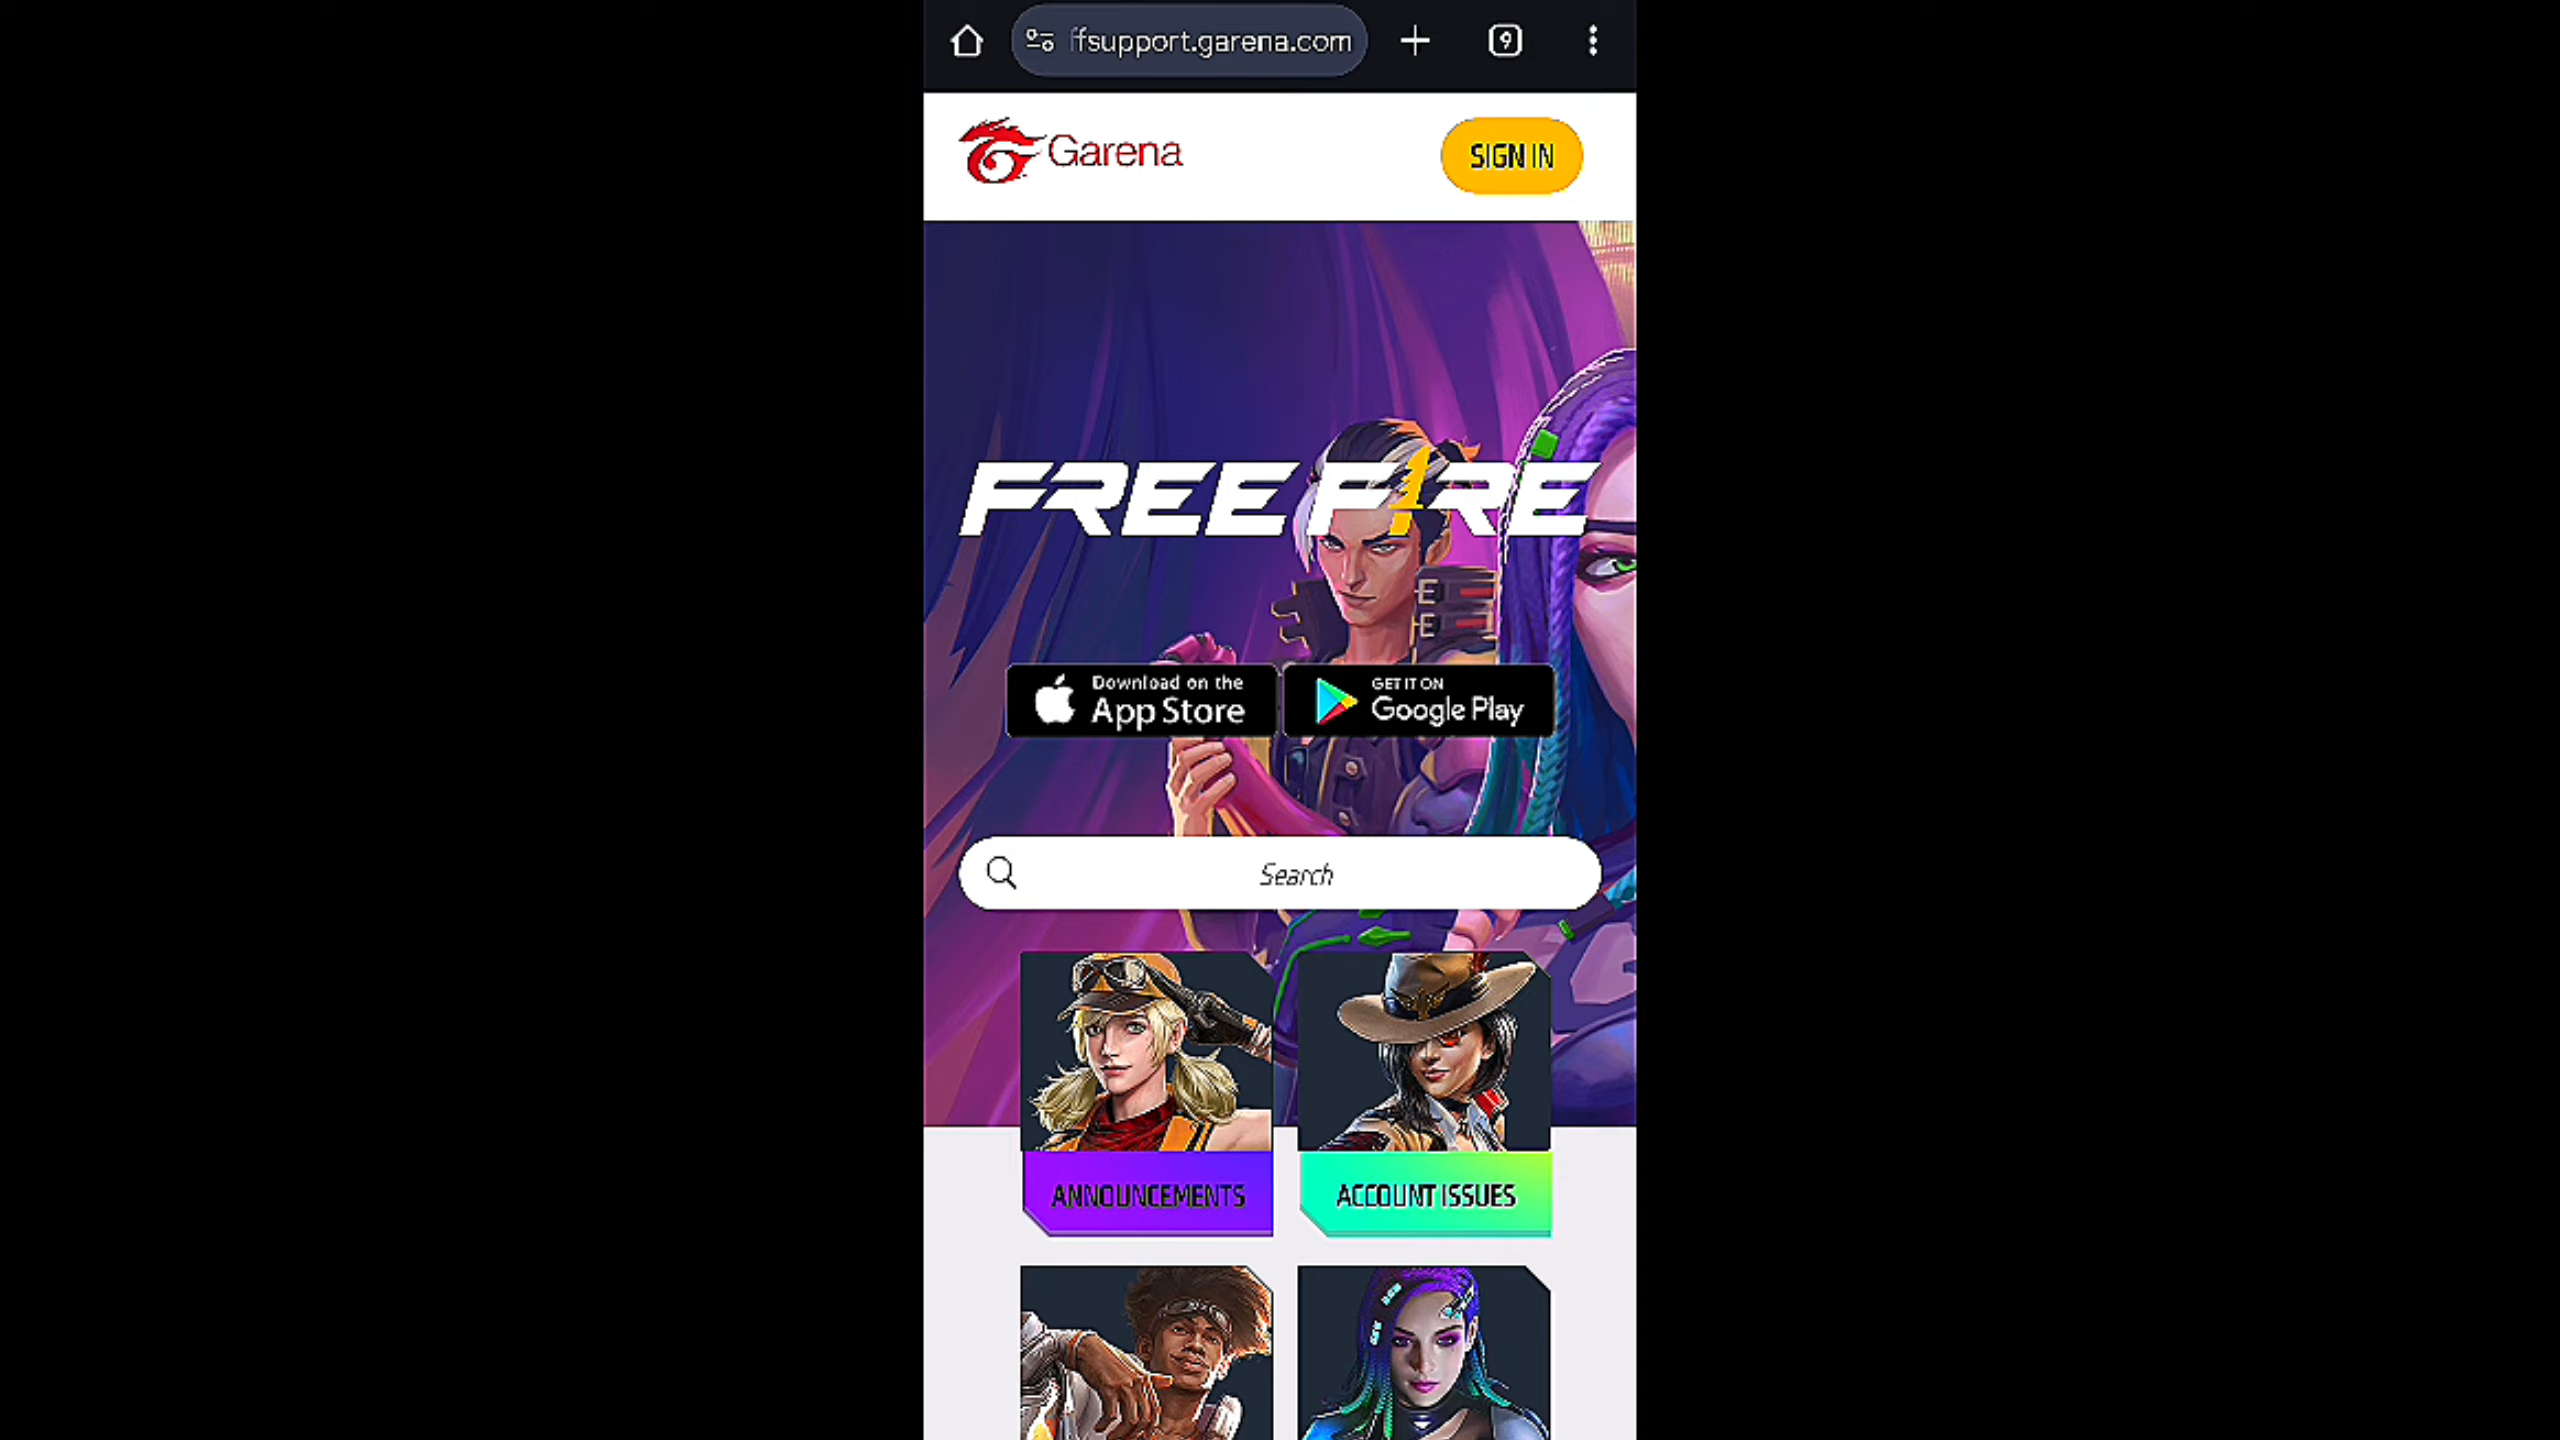 ffsupport.garena.com
9
Garena
SIGN IN
FREE FIRE
Download on the
App Store
GET IT ON
Google Play
Search
ANNOUNCEMENTS
ACCOUNT ISSUES